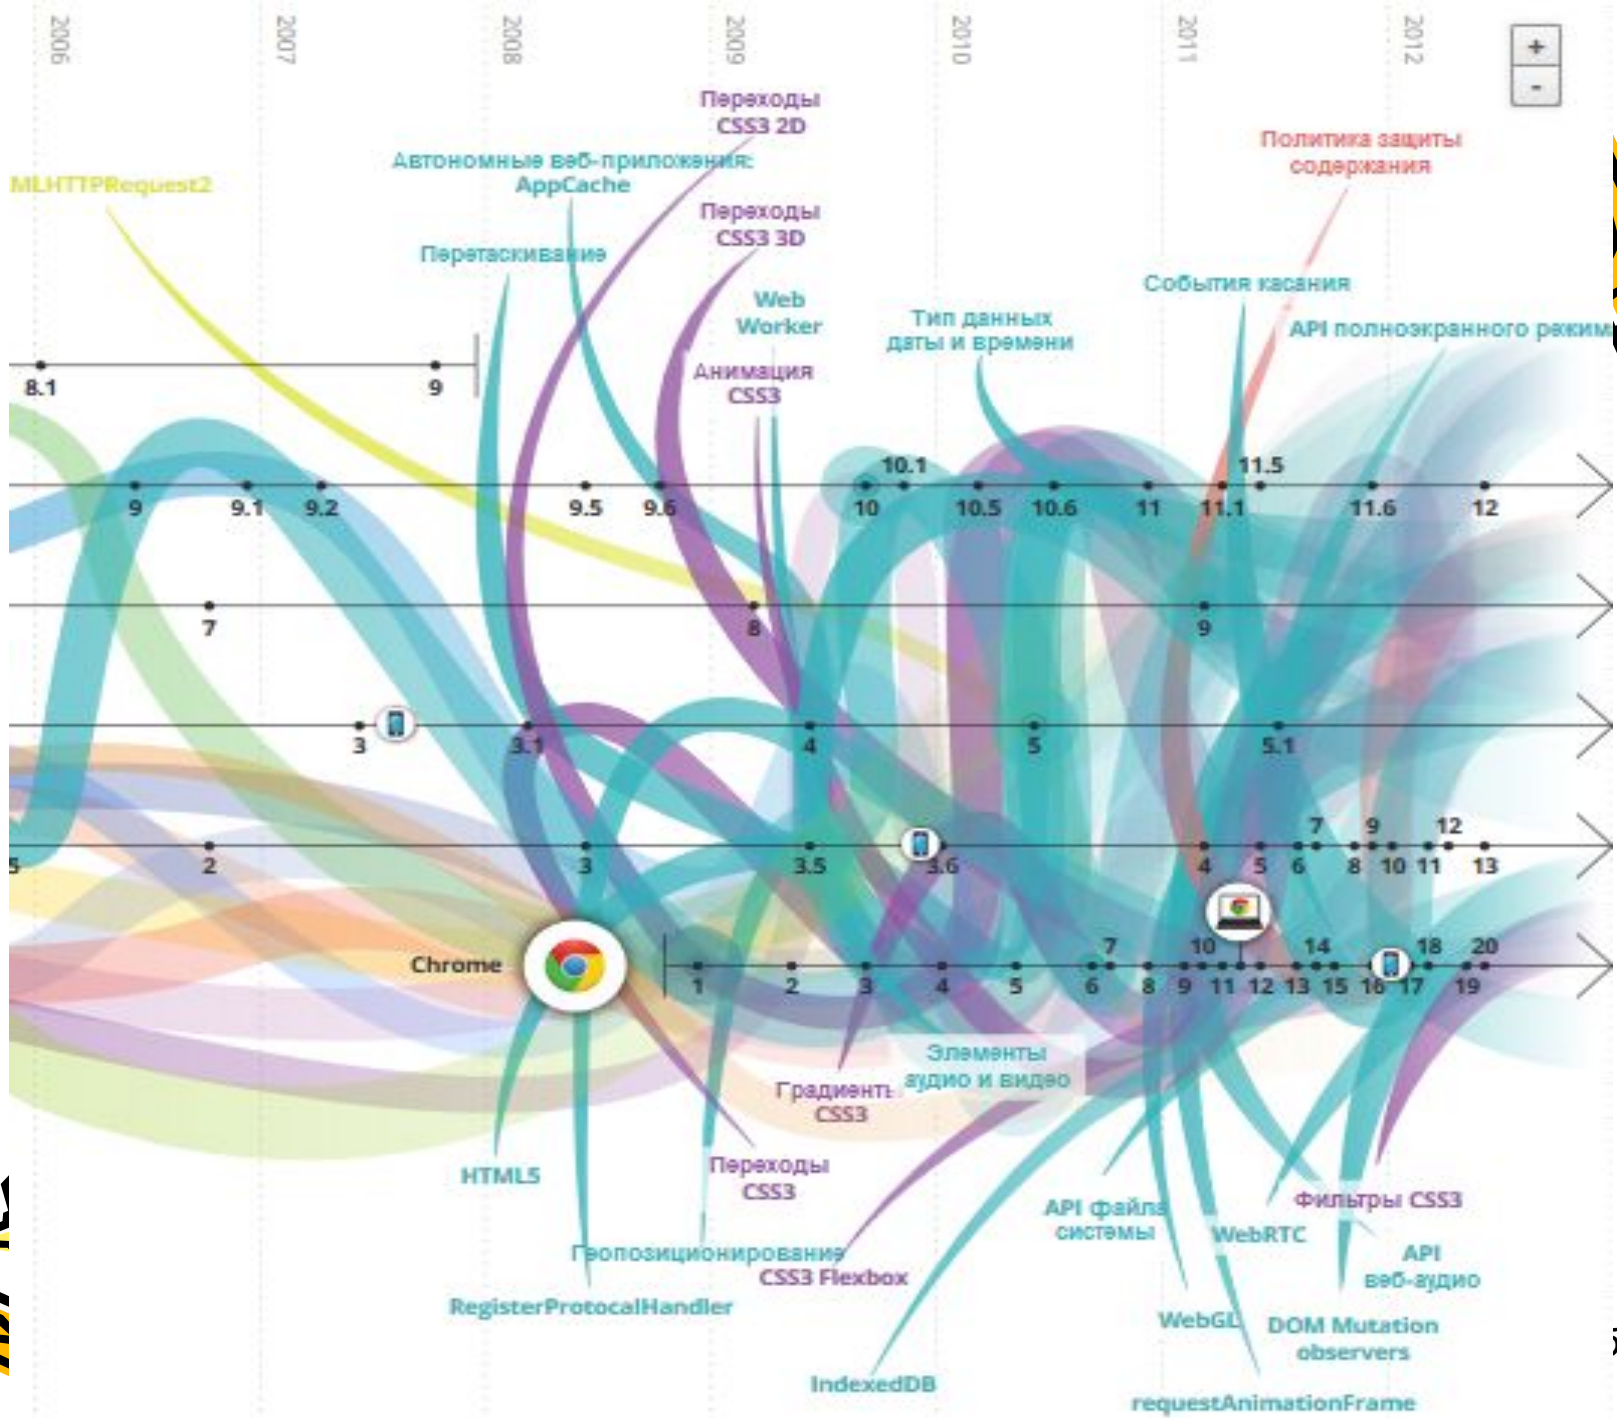 2006
2007
2008
2009
2010
2011
2012
+
-
Переходы
CSS3 2D
Политика защиты
содержания
Автономные веб-приложения:
AppCache
MLHTTPRequest2
Переходы
CSS3 3D
Перетаскивание
События касания
Web
Worker
Тип данных
даты и времени
API полноэкранного режим
Анимация
CSS3
8.1
9
10.1
11.5
9
9.1
9.2
9.5
9.6
10
10.5
10.6
11
11.1
11.6
12
7
8
9
3
3.1
4
5
5.1
7
9
12
5
2
3
3.5
3.6
4
5
6
8
10
11
13
Chrome
7
10
14
18
20
1
2
3
4
5
6
8
9
11
12
13
15
16
17
19
Элементы
аудио и видео
Градиенты
CSS3
HTML5
Переходы
CSS3
API файла
системы
Фильтры CSS3
WebRTC
Геопозиционирование
API
веб-аудио
CSS3 Flexbox
RegisterProtocalHandler
WebGL
DOM Mutation
observers
IndexedDB
requestAnimationFrame